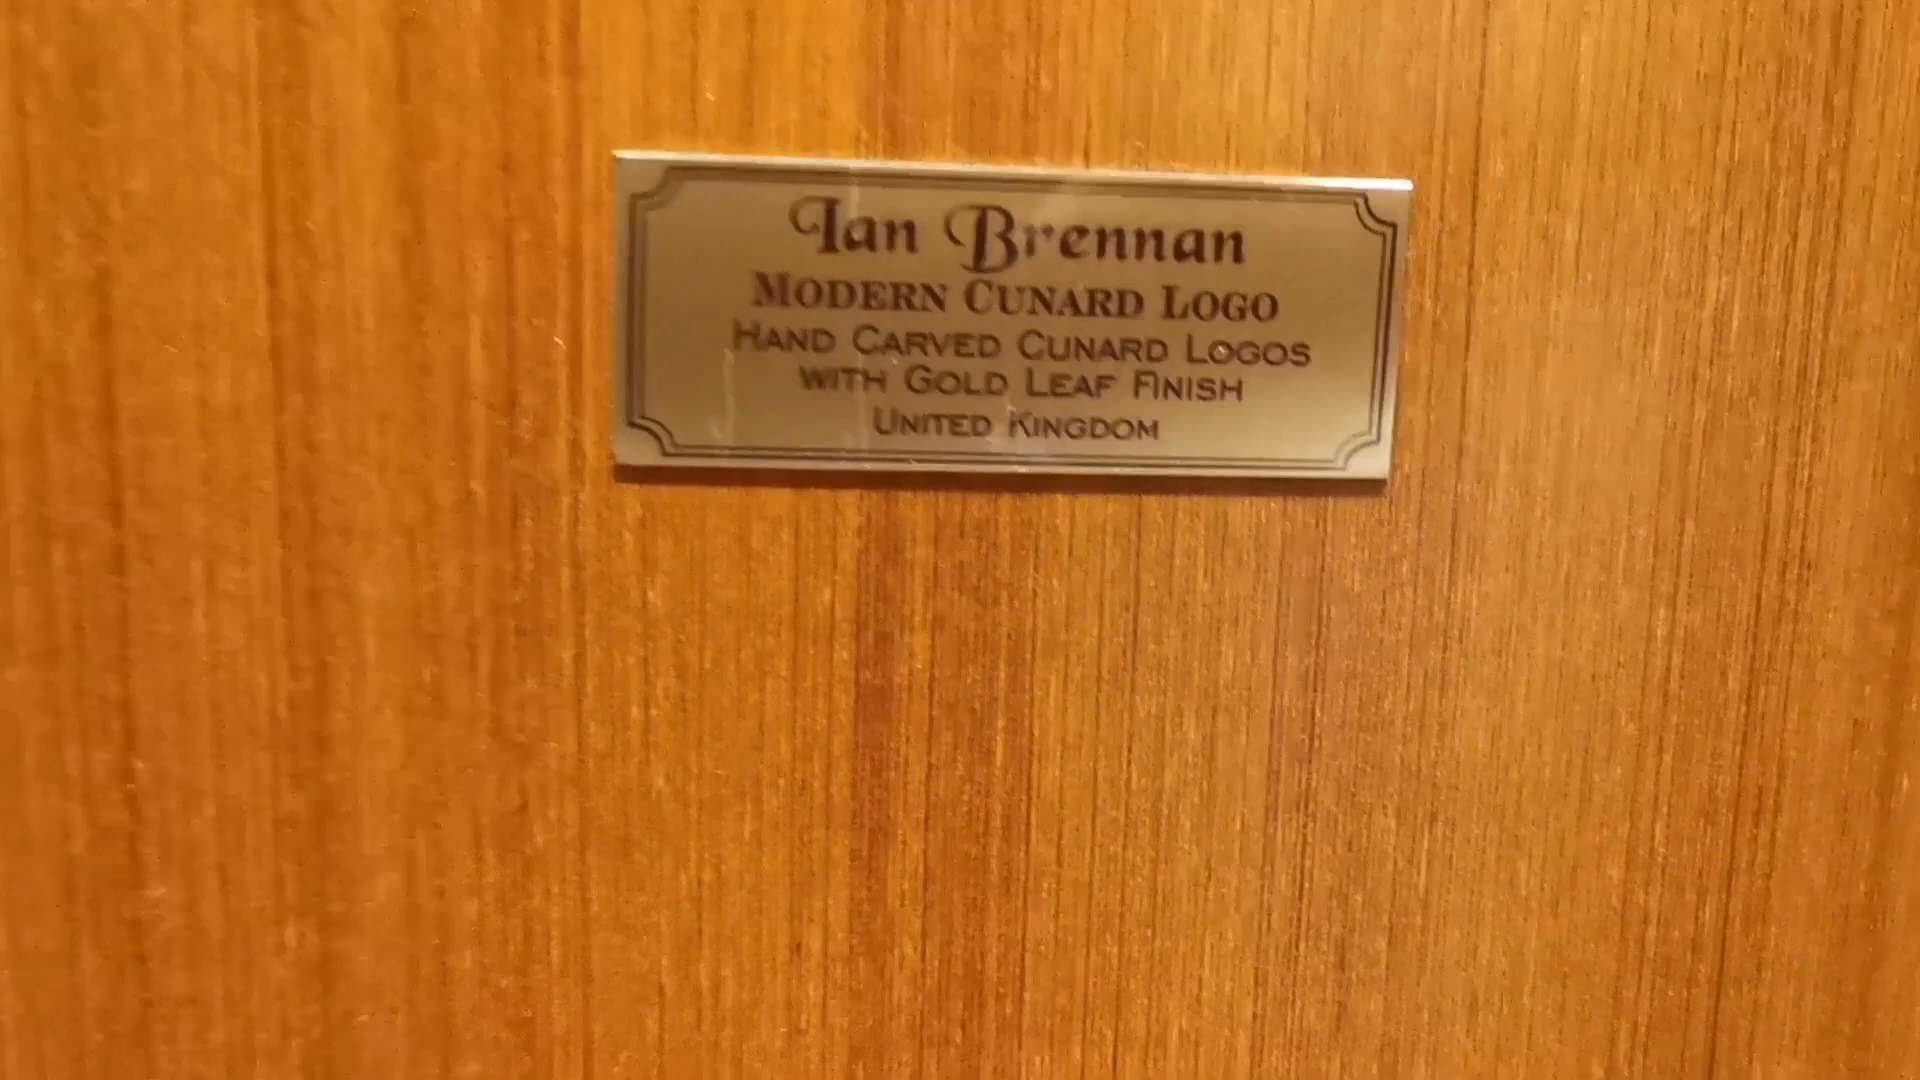 Ian Brennan
MODERN CUNARD LOGO
HAND CARVED CUNARD LOGOS
WITH GOLD LEAF FINISH
UNITED KINGDOM